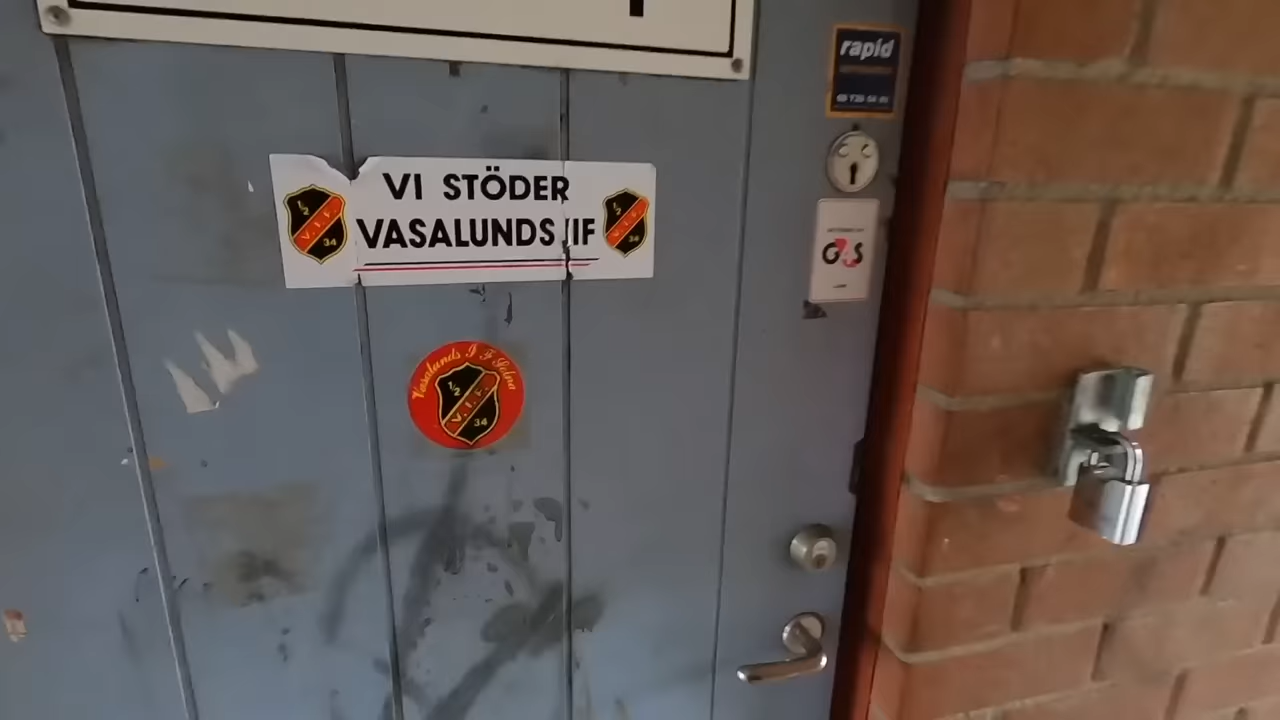 rapid
VI STÖDER
VASALUNDS IF
1/2
V. I. F.
34
1/2
V. I. F.
34
G4S
Vasalunds I F Solna
1/2
V. I. F.
34